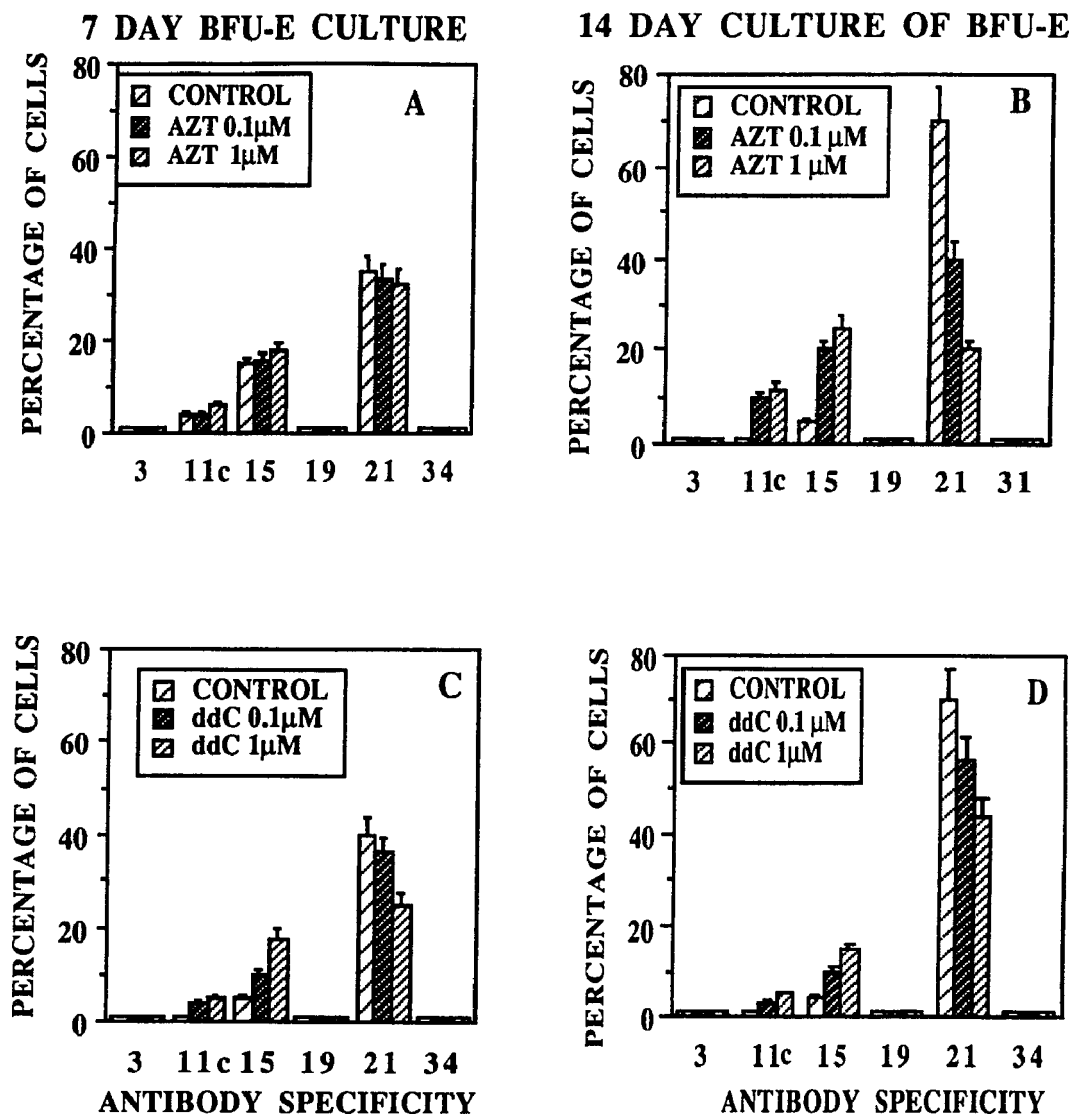 7 DAY BFU-E CULTURE
PERCENTAGE OF CELLS
80
60
40
20
0
CONTROL
AZT 0.1µM
AZT 1µM
A
3 11c 15 19 21 34
14 DAY CULTURE OF BFU-E
PERCENTAGE OF CELLS
80
60
40
20
0
CONTROL
AZT 0.1 µM
AZT 1 µM
B
3 11c 15 19 21 31
PERCENTAGE OF CELLS
80
60
40
20
0
CONTROL
ddC 0.1µM
ddC 1µM
C
3 11c 15 19 21 34
ANTIBODY SPECIFICITY
PERCENTAGE OF CELLS
80
60
40
20
0
CONTROL
ddC 0.1 µM
ddC 1µM
D
3 11c 15 19 21 34
ANTIBODY SPECIFICITY